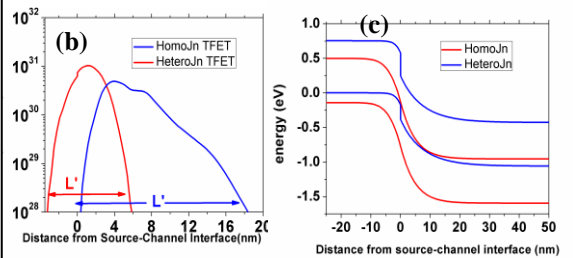 (b)
HomoJn TFET
HeteroJn TFET
10^32
10^31
10^30
10^29
10^28
L'
L'
0 4 8 12 16 20
Distance from Source-Channel Interface(nm)
(c)
HomoJn
HeteroJn
energy (eV)
1.0
0.5
0.0
-0.5
-1.0
-1.5
-20 -10 0 10 20 30 40 50
Distance from source-channel interface (nm)